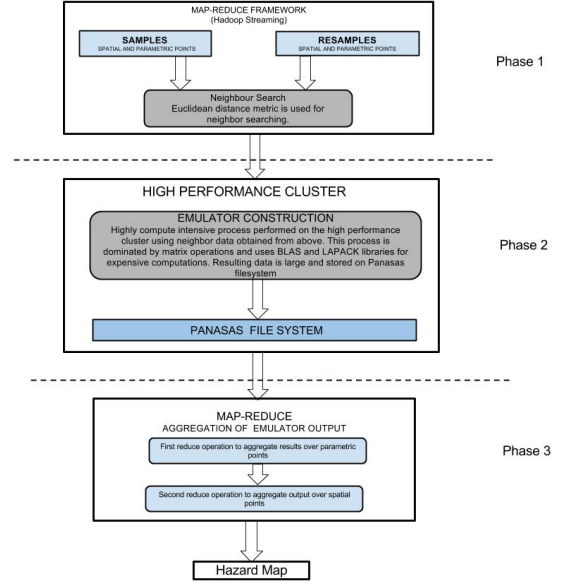 MAP-REDUCE FRAMEWORK
(Hadoop Streaming)
SAMPLES
SPATIAL AND PARAMETRIC POINTS
RESAMPLES
SPATIAL AND PARAMETRIC POINTS
Neighbour Search
Euclidean distance metric is used for
neighbor searching.
Phase 1
HIGH PERFORMANCE CLUSTER
EMULATOR CONSTRUCTION
Highly compute intensive process performed on the high performance
cluster using neighbor data obtained from above. This process is
dominated by matrix operations and uses BLAS and LAPACK libraries for
expensive computations. Resulting data is large and stored on Panasas
filesystem
PANASAS FILE SYSTEM
Phase 2
MAP-REDUCE
AGGREGATION OF EMULATOR OUTPUT
First reduce operation to aggregate results over parametric
points
Second reduce operation to aggregate output over spatial
points
Phase 3
Hazard Map